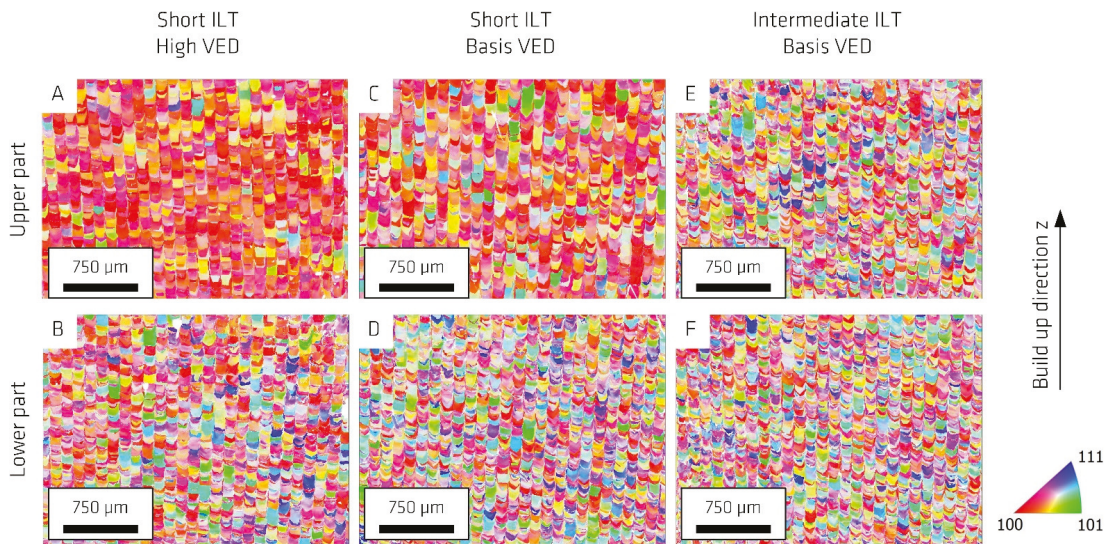 Short ILT
High VED
Short ILT
Basis VED
Intermediate ILT
Basis VED
Upper part
A
750 µm
C
750 µm
E
750 µm
Build up direction z
Lower part
B
750 µm
D
750 µm
F
750 µm
111
100
101